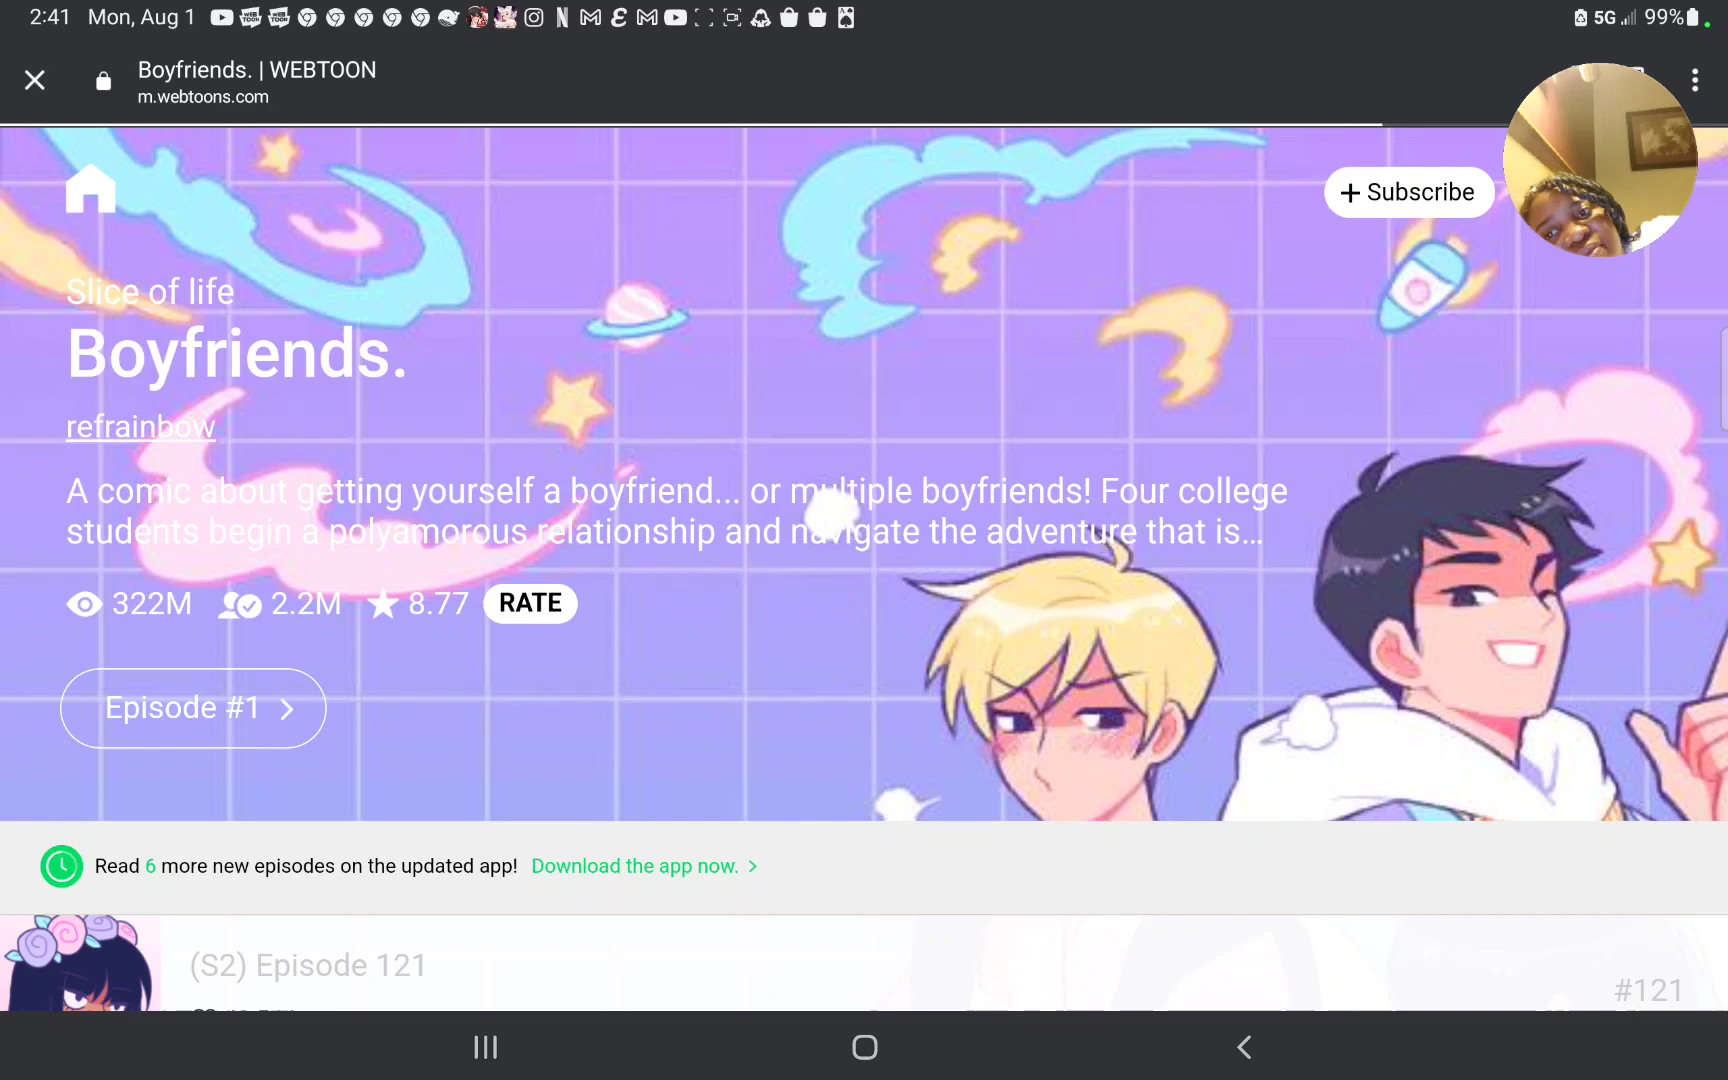 2:41 Mon, Aug 1
5G 99%
Boyfriends. | WEBTOON
m.webtoons.com
+ Subscribe
Slice of life
Boyfriends.
refrainbow
A comic about getting yourself a boyfriend... or multiple boyfriends! Four college
students begin a polyamorous relationship and navigate the adventure that is...
322M 2.2M 8.77 RATE
Episode #1 >
Read 6 more new episodes on the updated app! Download the app now. >
(S2) Episode 121
#121